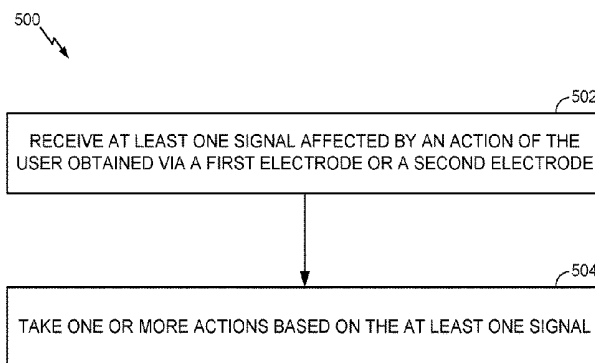 500
502
RECEIVE AT LEAST ONE SIGNAL AFFECTED BY AN ACTION OF THE
USER OBTAINED VIA A FIRST ELECTRODE OR A SECOND ELECTRODE
504
TAKE ONE OR MORE ACTIONS BASED ON THE AT LEAST ONE SIGNAL